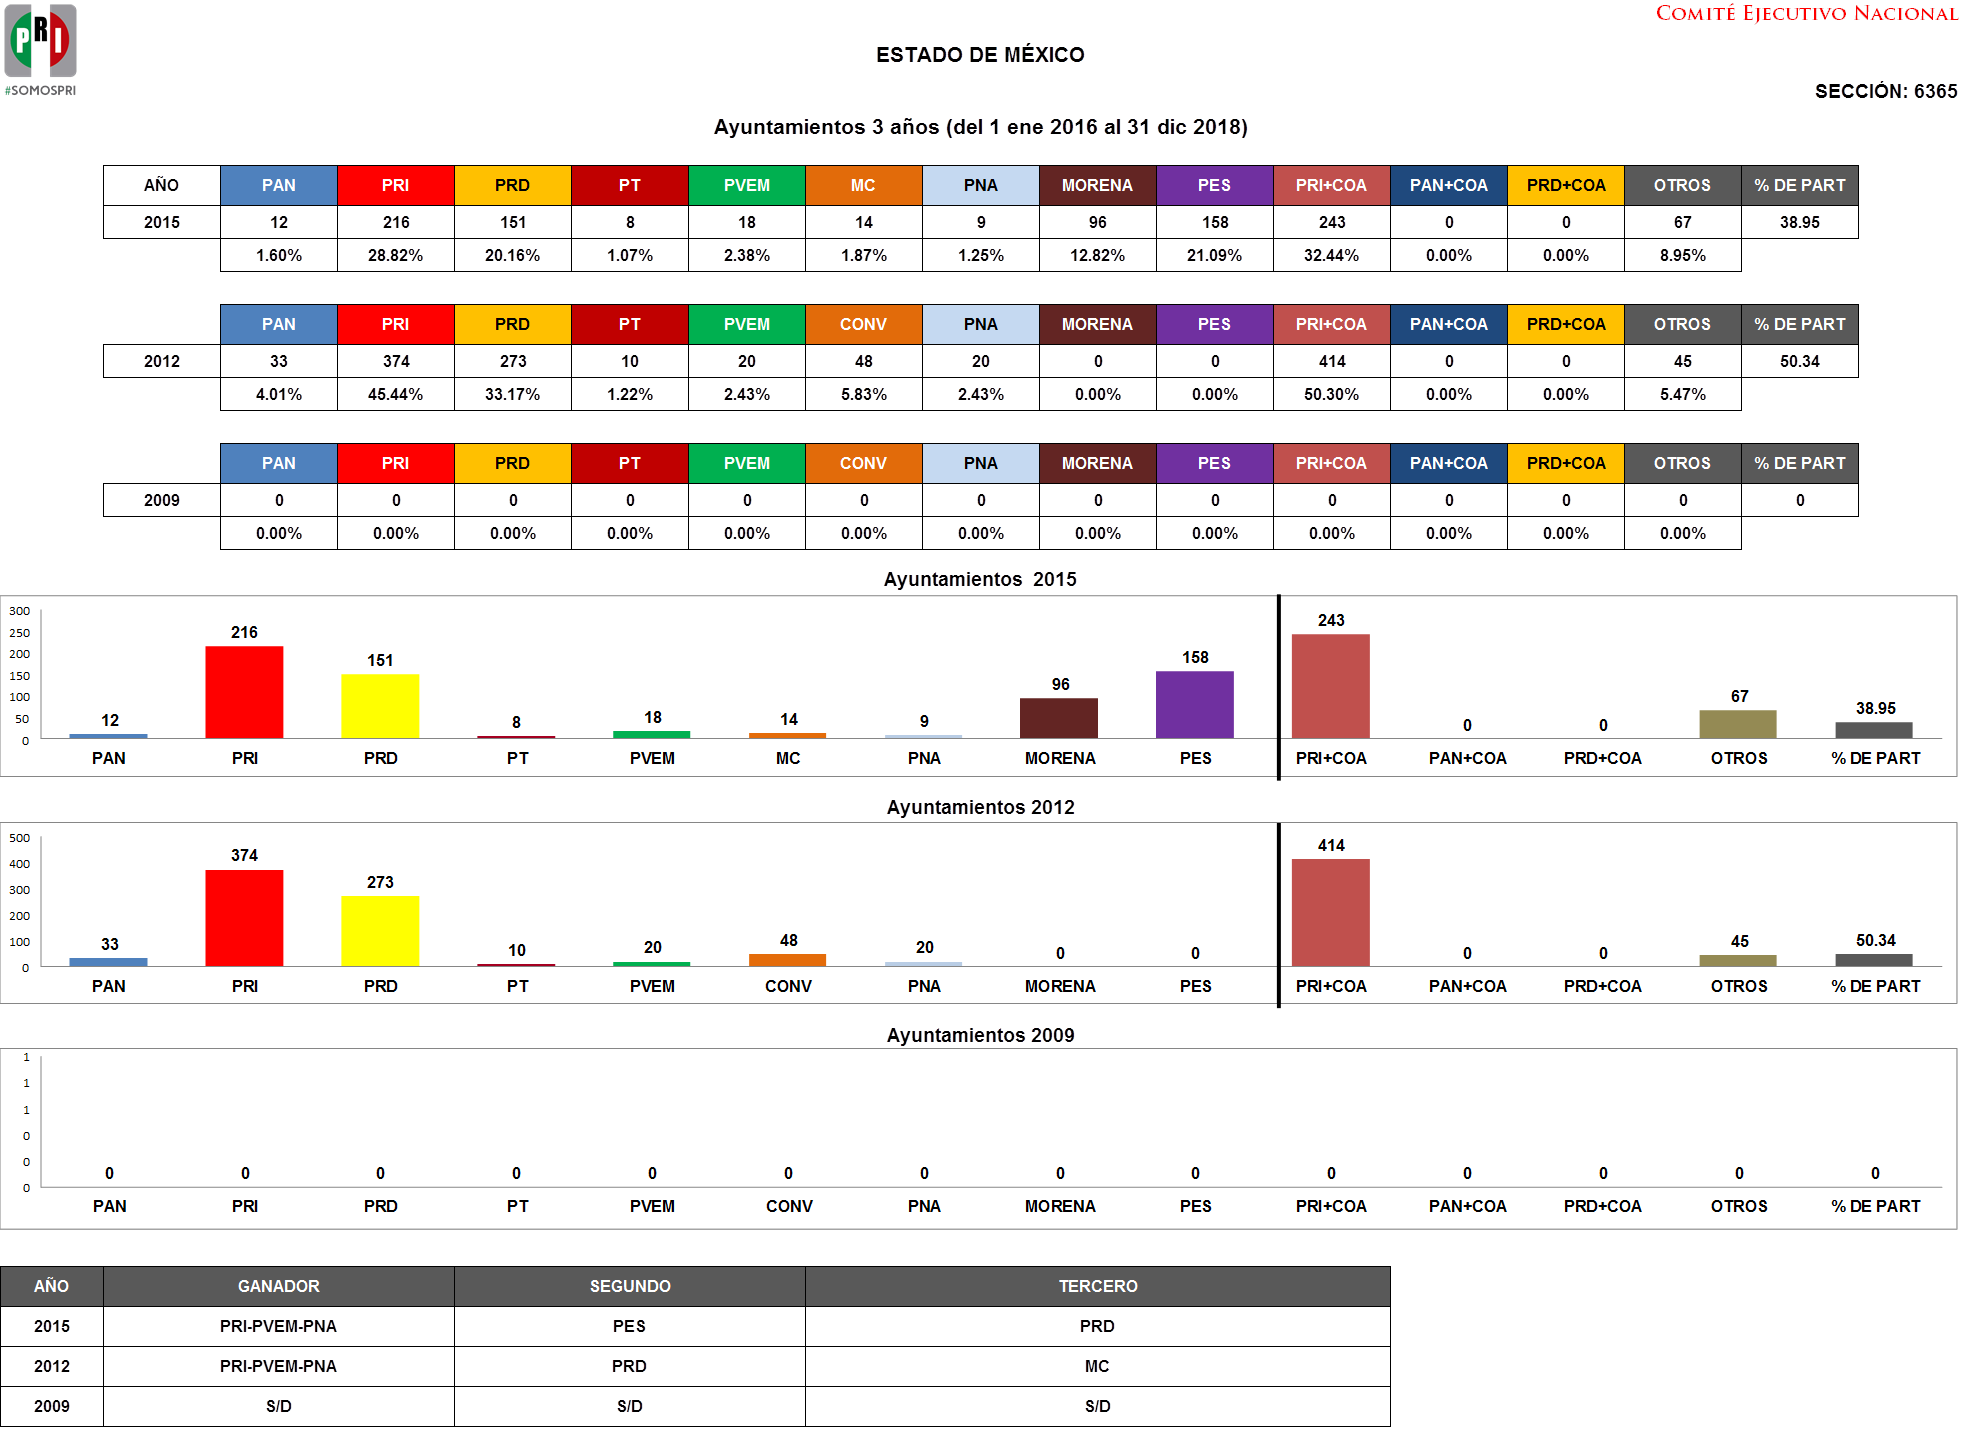 PRI
#SOMOSPRI
COMITÉ EJECUTIVO NACIONAL
ESTADO DE MÉXICO
SECCIÓN: 6365
Ayuntamientos 3 años (del 1 ene 2016 al 31 dic 2018)
AÑO PAN PRI PRD PT PVEM MC PNA MORENA PES PRI+COA PAN+COA PRD+COA OTROS % DE PART
2015 12 216 151 8 18 14 9 96 158 243 0 0 67 38.95
1.60% 28.82% 20.16% 1.07% 2.38% 1.87% 1.25% 12.82% 21.09% 32.44% 0.00% 0.00% 8.95%
PAN PRI PRD PT PVEM CONV PNA MORENA PES PRI+COA PAN+COA PRD+COA OTROS % DE PART
2012 33 374 273 10 20 48 20 0 0 414 0 0 45 50.34
4.01% 45.44% 33.17% 1.22% 2.43% 5.83% 2.43% 0.00% 0.00% 50.30% 0.00% 0.00% 5.47%
PAN PRI PRD PT PVEM CONV PNA MORENA PES PRI+COA PAN+COA PRD+COA OTROS % DE PART
2009 0 0 0 0 0 0 0 0 0 0 0 0 0 0
0.00% 0.00% 0.00% 0.00% 0.00% 0.00% 0.00% 0.00% 0.00% 0.00% 0.00% 0.00% 0.00%
Ayuntamientos  2015
300
250
200
150
100
50
0
12 216 151 8 18 14 9 96 158 243 0 0 67 38.95
PAN PRI PRD PT PVEM MC PNA MORENA PES PRI+COA PAN+COA PRD+COA OTROS % DE PART
Ayuntamientos 2012
500
400
300
200
100
0
33 374 273 10 20 48 20 0 0 414 0 0 45 50.34
PAN PRI PRD PT PVEM CONV PNA MORENA PES PRI+COA PAN+COA PRD+COA OTROS % DE PART
Ayuntamientos 2009
1
1
1
0
0
0
0 0 0 0 0 0 0 0 0 0 0 0 0 0
PAN PRI PRD PT PVEM CONV PNA MORENA PES PRI+COA PAN+COA PRD+COA OTROS % DE PART
AÑO GANADOR SEGUNDO TERCERO
2015 PRI-PVEM-PNA PES PRD
2012 PRI-PVEM-PNA PRD MC
2009 S/D S/D S/D